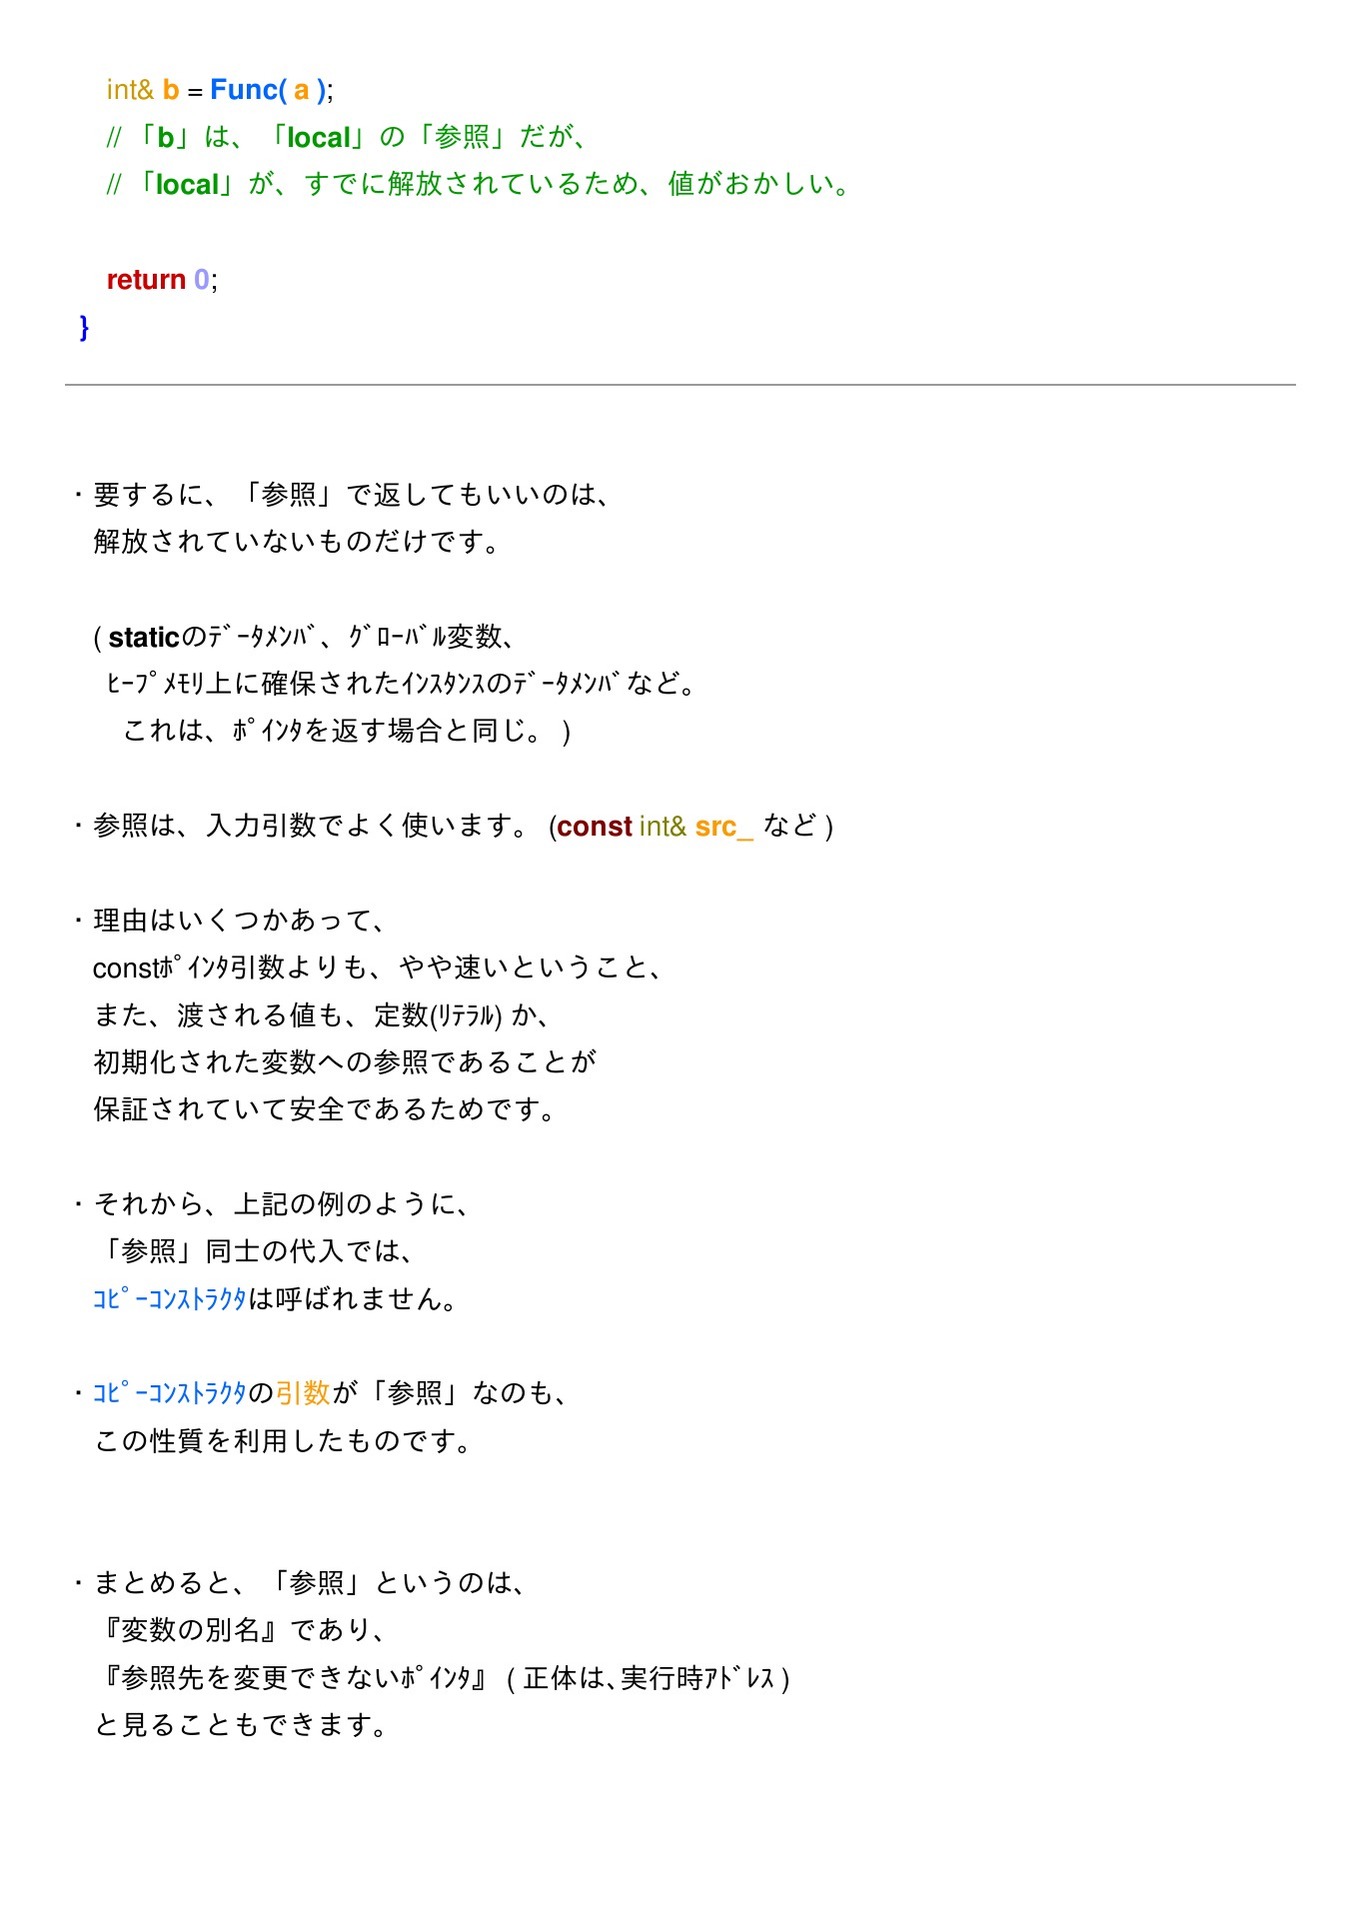 int& b = Func( a );
// 「b」は、「local」の「参照」だが、
// 「local」が、すでに解放されているため、値がおかしい。
return 0;
}
・要するに、「参照」で返してもいいのは、
解放されていないものだけです。
( staticのﾃﾞｰﾀﾒﾝﾊﾞ、ｸﾞﾛｰﾊﾞﾙ変数、
ﾋｰﾌﾟﾒﾓﾘ上に確保されたｲﾝｽﾀﾝｽのﾃﾞｰﾀﾒﾝﾊﾞなど。
これは、ﾎﾟｲﾝﾀを返す場合と同じ。 )
・参照は、入力引数でよく使います。 (const int& src_ など )
・理由はいくつかあって、
constﾎﾟｲﾝﾀ引数よりも、やや速いということ、
また、渡される値も、定数(ﾘﾃﾗﾙ) か、
初期化された変数への参照であることが
保証されていて安全であるためです。
・それから、上記の例のように、
「参照」同士の代入では、
ｺﾋﾟｰｺﾝｽﾄﾗｸﾀは呼ばれません。
・ｺﾋﾟｰｺﾝｽﾄﾗｸﾀの引数が「参照」なのも、
この性質を利用したものです。
・まとめると、「参照」というのは、
『変数の別名』であり、
『参照先を変更できないﾎﾟｲﾝﾀ』 ( 正体は､実行時ｱﾄﾞﾚｽ )
と見ることもできます。